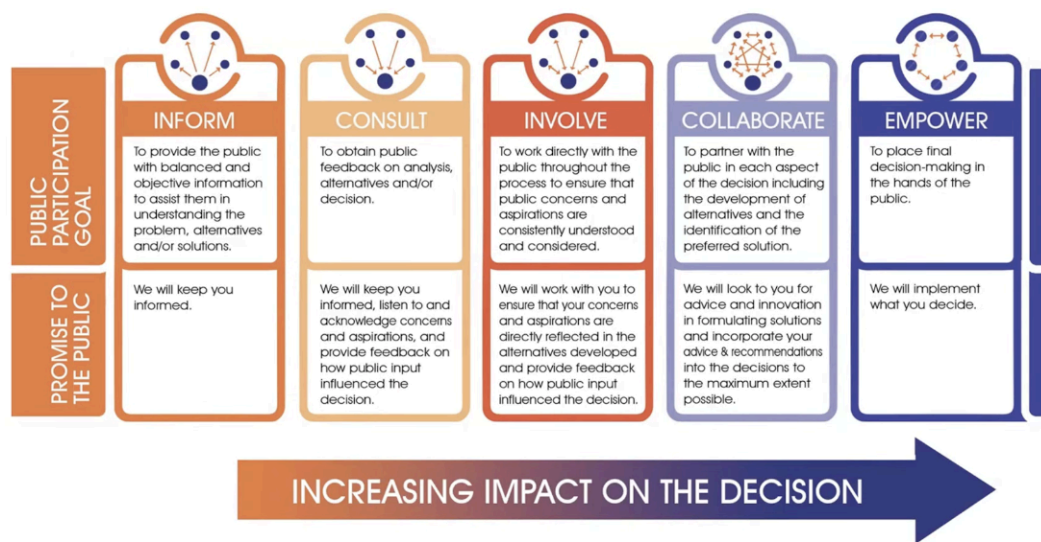 INFORM
CONSULT
INVOLVE
COLLABORATE
EMPOWER
PUBLIC
PARTICIPATION
GOAL
To provide the public
with balanced and
objective information
to assist them in
understanding the
problem, alternatives
and/or solutions.
To obtain public
feedback on analysis,
alternatives and/or
decision.
To work directly with the
public throughout the
process to ensure that
public concerns and
aspirations are
consistently understood
and considered.
To partner with the
public in each aspect
of the decision including
the development of
alternatives and the
identification of the
preferred solution.
To place final
decision-making in
the hands of the
public.
PROMISE TO
THE PUBLIC
We will keep you
informed.
We will keep you
informed, listen to and
acknowledge concerns
and aspirations, and
provide feedback on
how public input
influenced the
decision.
We will work with you to
ensure that your concerns
and aspirations are
directly reflected in the
alternatives developed
and provide feedback
on how public input
influenced the decision.
We will look to you for
advice and innovation
in formulating solutions
and incorporate your
advice & recommendations
into the decisions to
the maximum extent
possible.
We will implement
what you decide.
INCREASING IMPACT ON THE DECISION